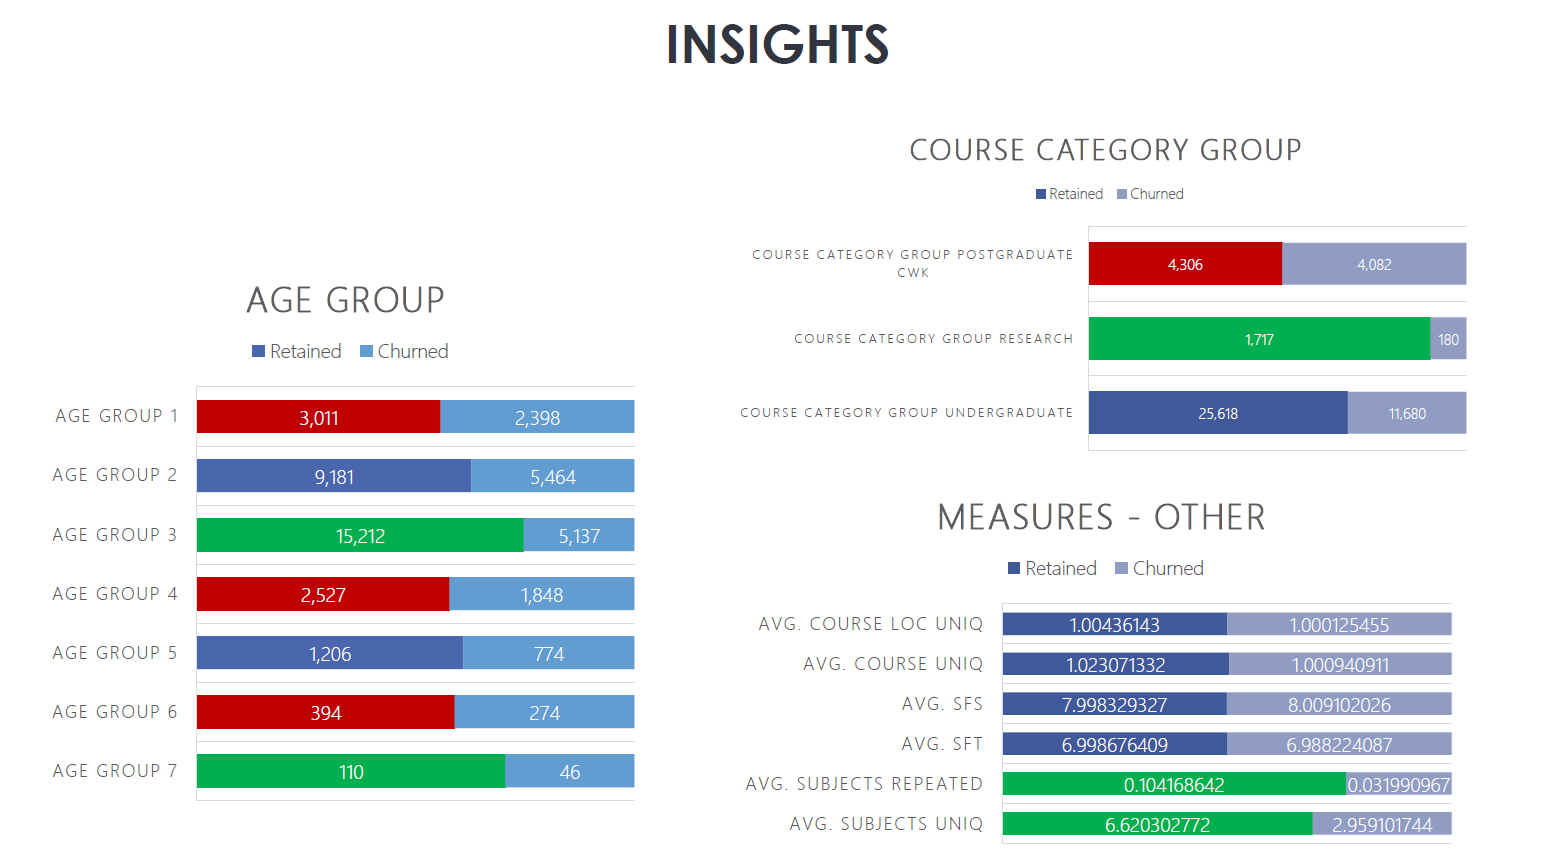 INSIGHTS
AGE GROUP
Retained Churned
AGE GROUP 1 3,011 2,398
AGE GROUP 2 9,181 5,464
AGE GROUP 3 15,212 5,137
AGE GROUP 4 2,527 1,848
AGE GROUP 5 1,206 774
AGE GROUP 6 394 274
AGE GROUP 7 110 46
COURSE CATEGORY GROUP
Retained Churned
COURSE CATEGORY GROUP POSTGRADUATE
CWK
4,306 4,082
COURSE CATEGORY GROUP RESEARCH 1,717 180
COURSE CATEGORY GROUP UNDERGRADUATE 25,618 11,680
MEASURES - OTHER
Retained Churned
AVG. COURSE LOC UNIQ 1.00436143 1.000125455
AVG. COURSE UNIQ 1.023071332 1.000940911
AVG. SFS 7.998329327 8.009102026
AVG. SFT 6.998676409 6.988224087
AVG. SUBJECTS REPEATED 0.104168642 0.031990967
AVG. SUBJECTS UNIQ 6.620302772 2.959101744